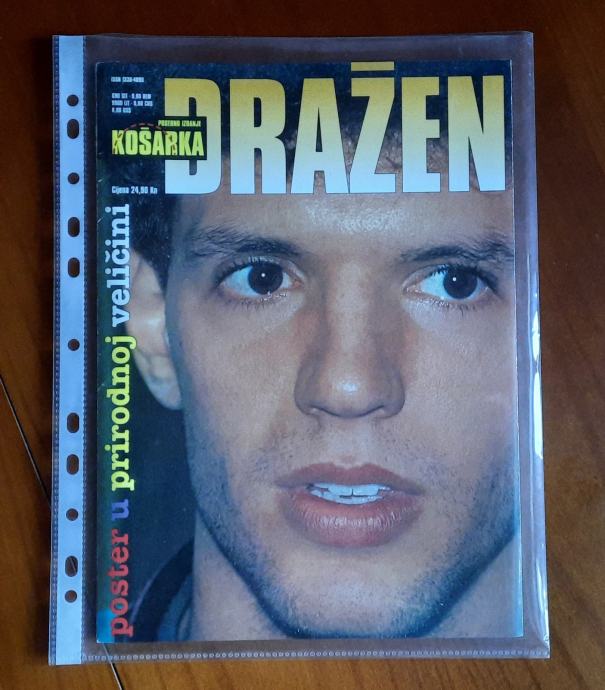 ISSN 1330-4895
DRAŽEN
POSEBNO IZDANJE
KOŠARKA
Cijena 24,90 Kn
poster u prirodnoj veličini